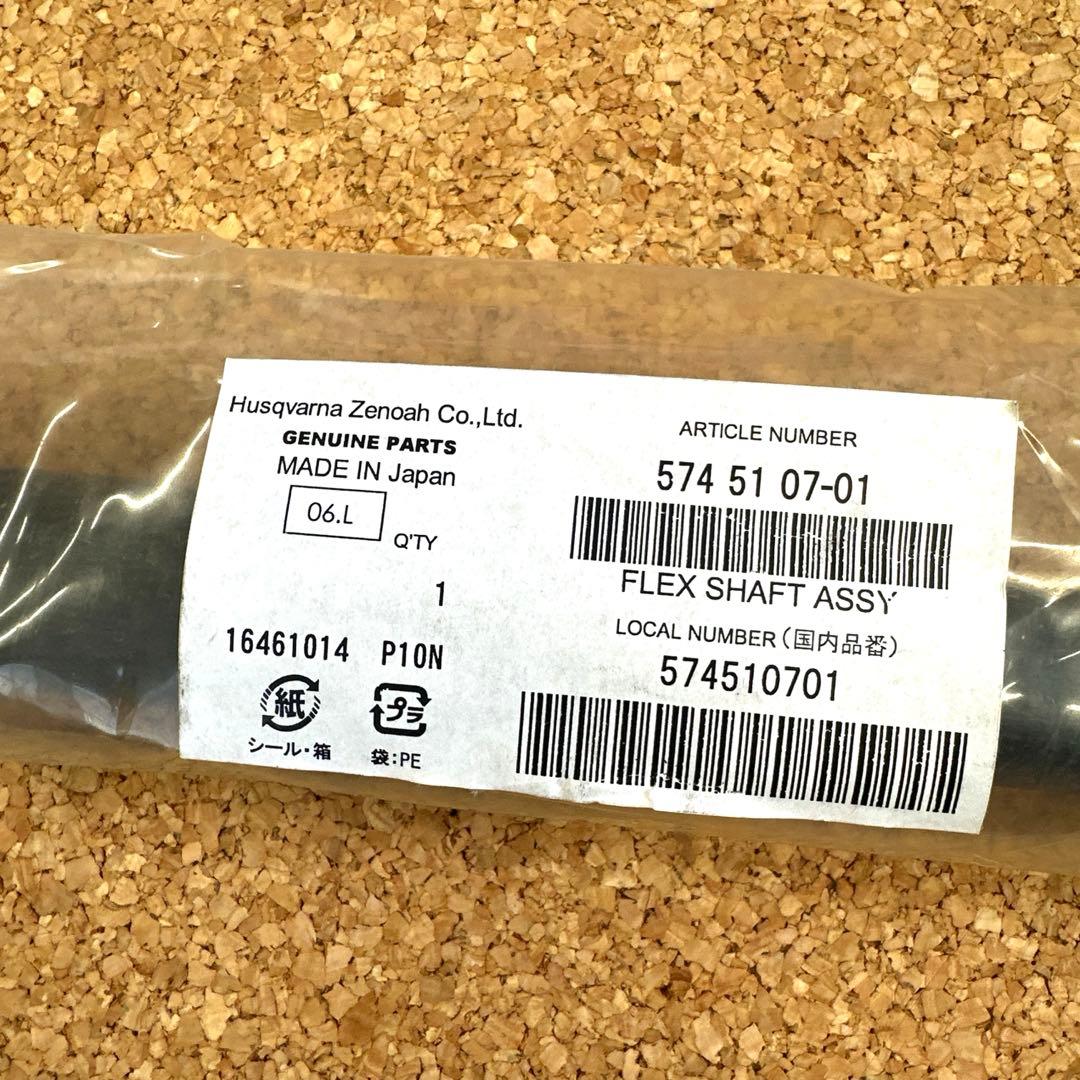 Husqvarna Zenoah Co.,Ltd.
GENUINE PARTS
MADE IN Japan
06.L
Q'TY
1
16461014 P10N
紙
プラ
シール・箱
袋:PE
ARTICLE NUMBER
574 51 07-01
FLEX SHAFT ASSY
LOCAL NUMBER(国内品番)
574510701